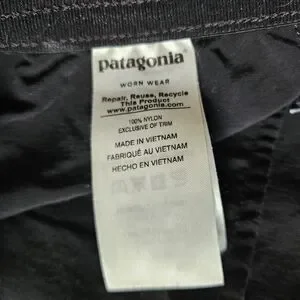 patagonia
WORN WEAR
Repair, Reuse, Recycle
This Product
www.patagonia.com
100% NYLON
EXCLUSIVE OF TRIM
MADE IN VIETNAM
FABRIQUÉ AU VIETNAM
HECHO EN VIETNAM